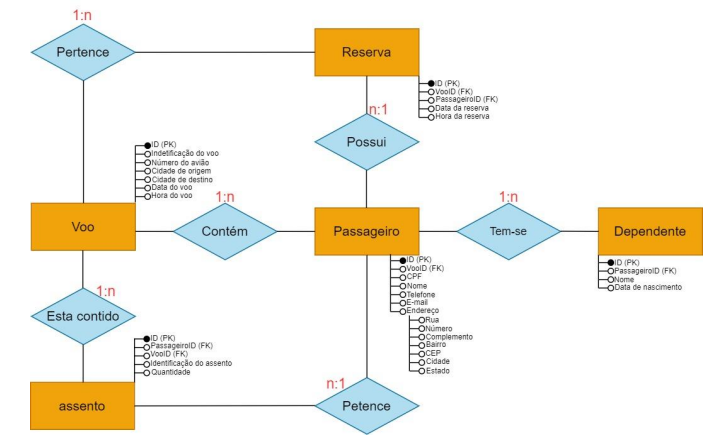 1:n
Pertence
Reserva
ID (PK)
VooID (FK)
PassageiroID (FK)
Data da reserva
Hora da reserva
n:1
Possui
ID (PK)
Indetificação do voo
Número do avião
Cidade de origem
Cidade de destino
Data do voo
Hora do voo
Voo
1:n
Contém
Passageiro
1:n
Tem-se
Dependente
ID (PK)
VooID (FK)
CPF
Nome
Telefone
E-mail
Endereço
Rua
Número
Complemento
Bairro
CEP
Cidade
Estado
ID (PK)
PassageiroID (FK)
Nome
Data de nascimento
1:n
Esta contido
ID (PK)
PassageiroID (FK)
VooID (FK)
Identificação do assento
Quantidade
assento
n:1
Petence